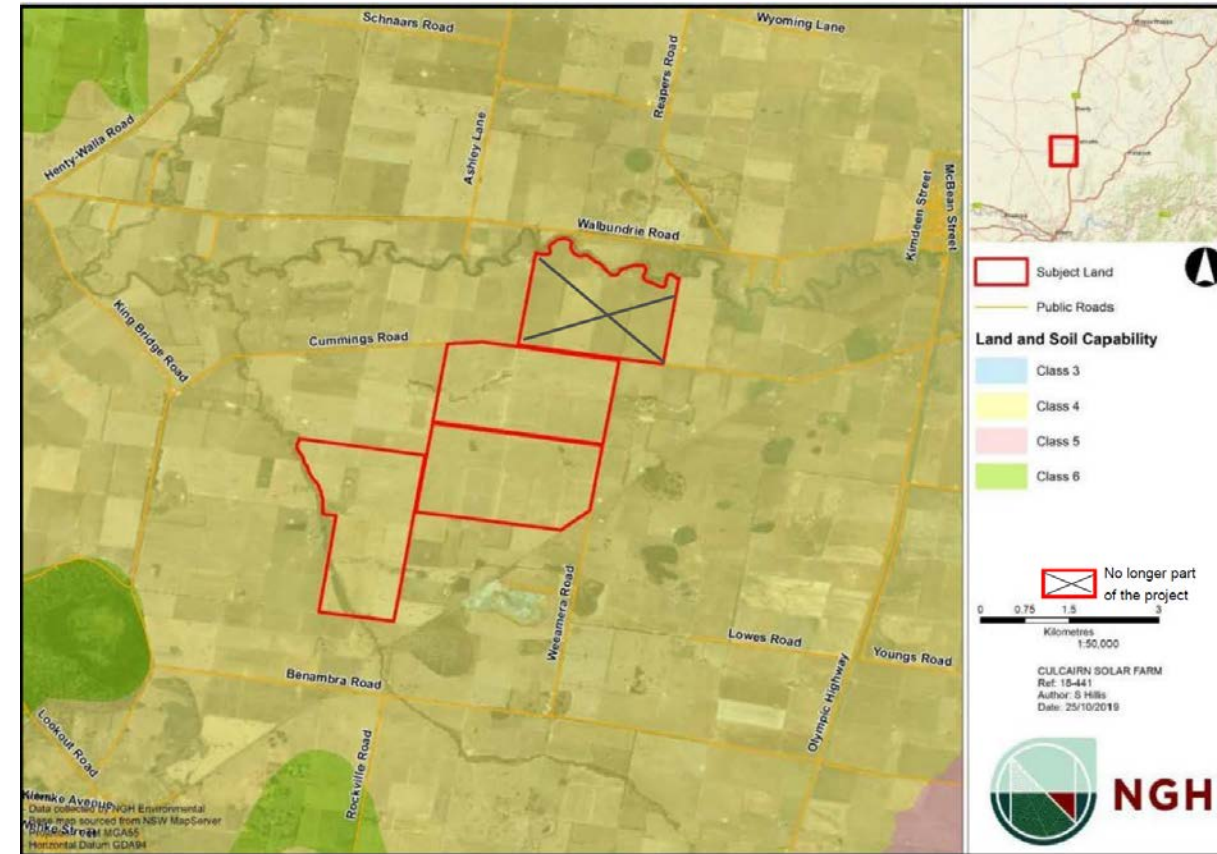 Schnaars Road
Wyoming Lane
Henty-Walla Road
Ashley Lane
Reapers Road
Kimdeen Street
McBean Street
Walbundrie Road
King Bridge Road
Cummings Road
Weeamera Road
Lowes Road
Youngs Road
Benambra Road
Olympic Highway
Lookout Road
Rockville Road
Klemke Avenue
Data collected by NGH Environmental
Base map sourced from NSW MapServer
MGA55
Horizontal Datum GDA94
Subject Land
Public Roads
Land and Soil Capability
Class 3
Class 4
Class 5
Class 6
No longer part
of the project
0 0.75 1.5 3
Kilometres
1:50,000
CULCAIRN SOLAR FARM
Ref: 18-441
Author: S Hillis
Date: 25/10/2019
NGH